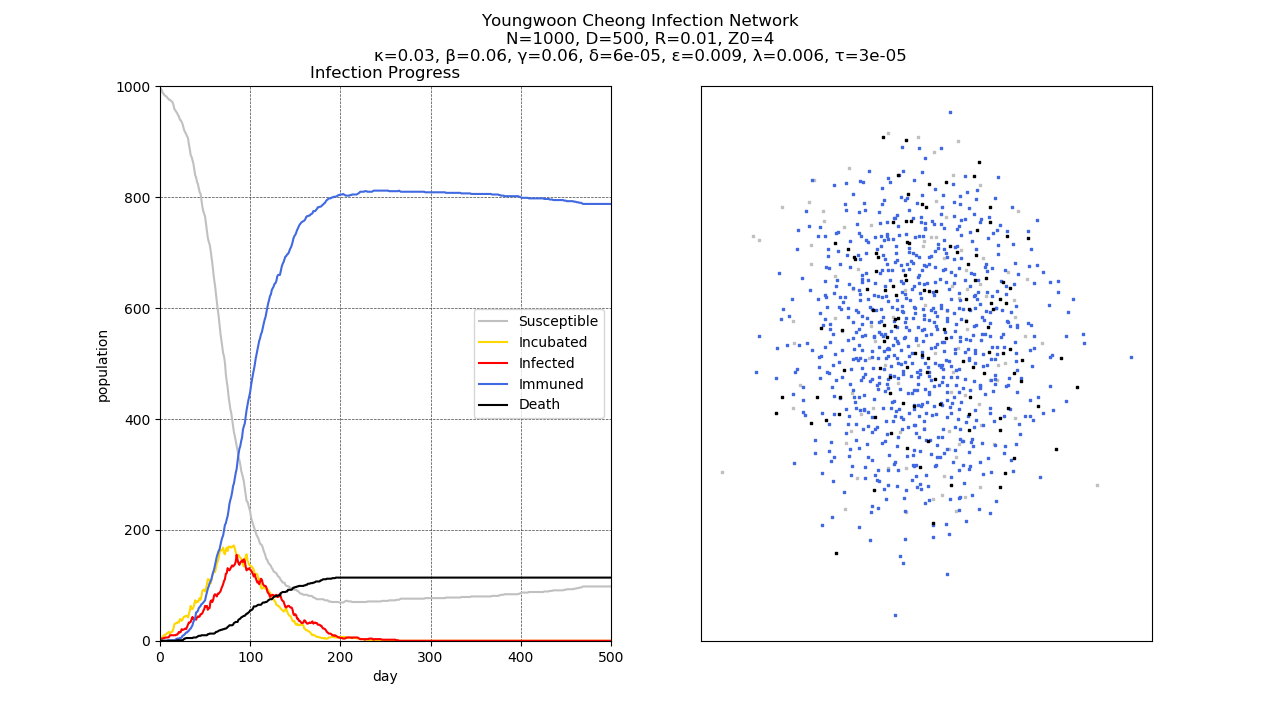 Youngwoon Cheong Infection Network
N=1000, D=500, R=0.01, Z0=4
κ=0.03, β=0.06, γ=0.06, δ=6e-05, ε=0.009, λ=0.006, τ=3e-05
Infection Progress
1000
800
600
400
200
0
population
Susceptible
Incubated
Infected
Immuned
Death
0 100 200 300 400 500
day